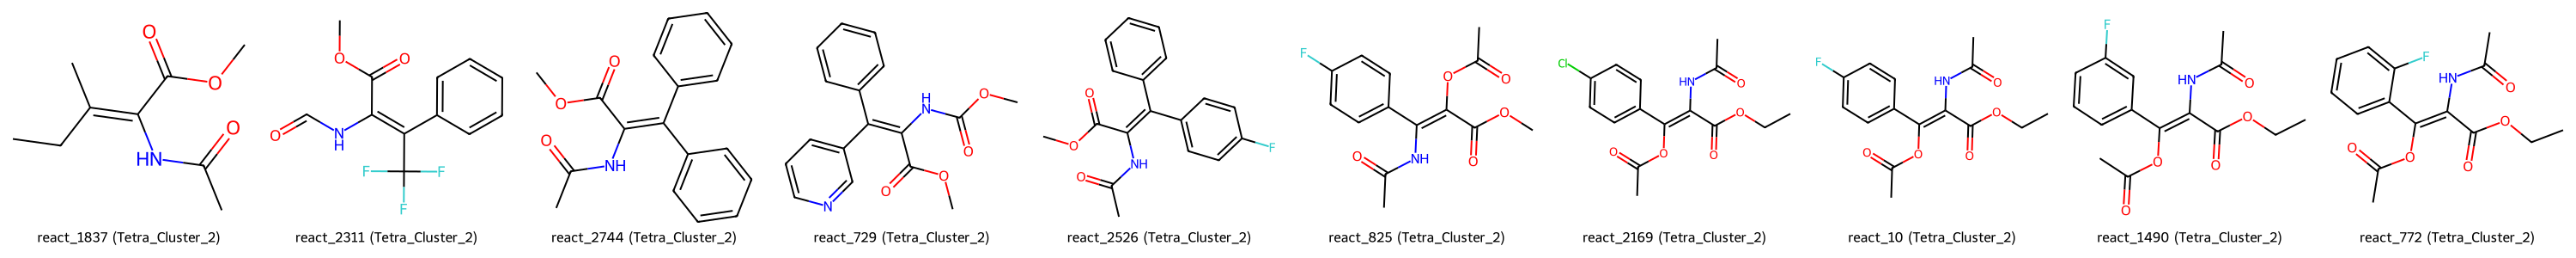 react_1837 (Tetra_Cluster_2)
react_2311 (Tetra_Cluster_2)
react_2744 (Tetra_Cluster_2)
react_729 (Tetra_Cluster_2)
react_2526 (Tetra_Cluster_2)
react_825 (Tetra_Cluster_2)
react_2169 (Tetra_Cluster_2)
react_10 (Tetra_Cluster_2)
react_1490 (Tetra_Cluster_2)
react_772 (Tetra_Cluster_2)